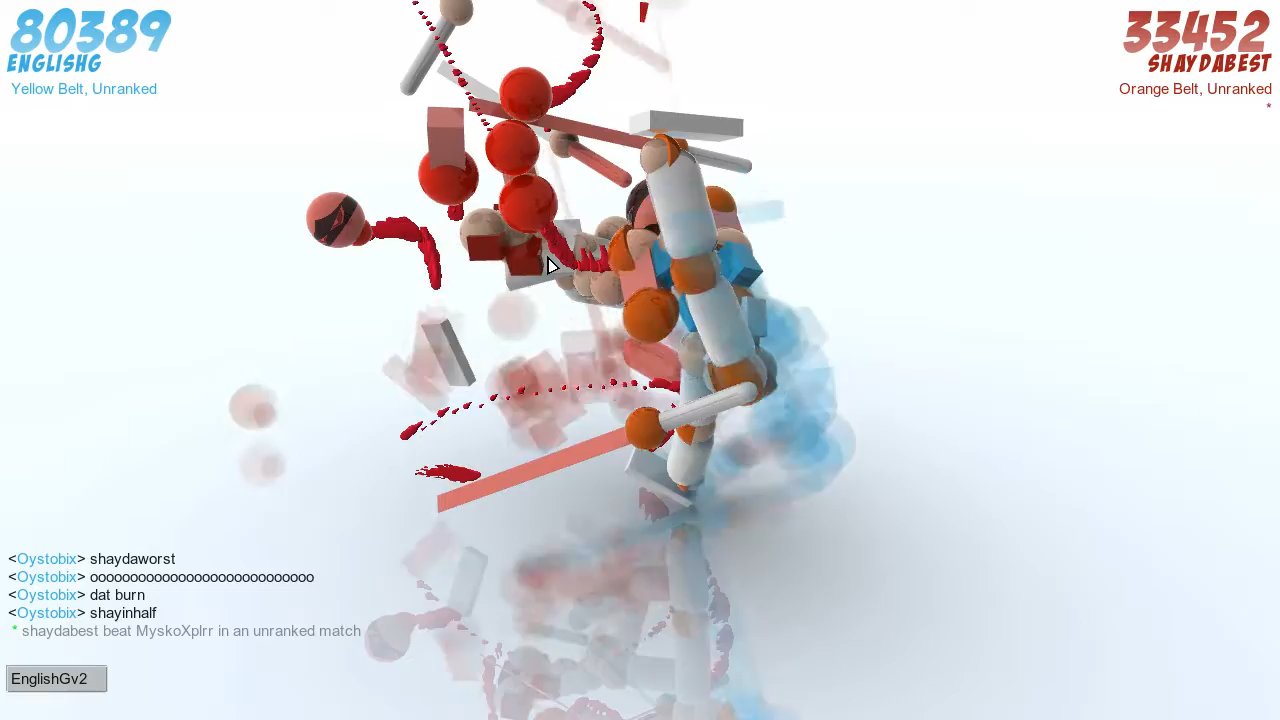 80389
ENGLISHG
Yellow Belt, Unranked
33452
SHAYDABEST
Orange Belt, Unranked
*
<Oystobix> shaydaworst
<Oystobix> oooooooooooooooooooooooooooo
<Oystobix> dat burn
<Oystobix> shayinhalf
* shaydabest beat MyskoXplrr in an unranked match
EnglishGv2